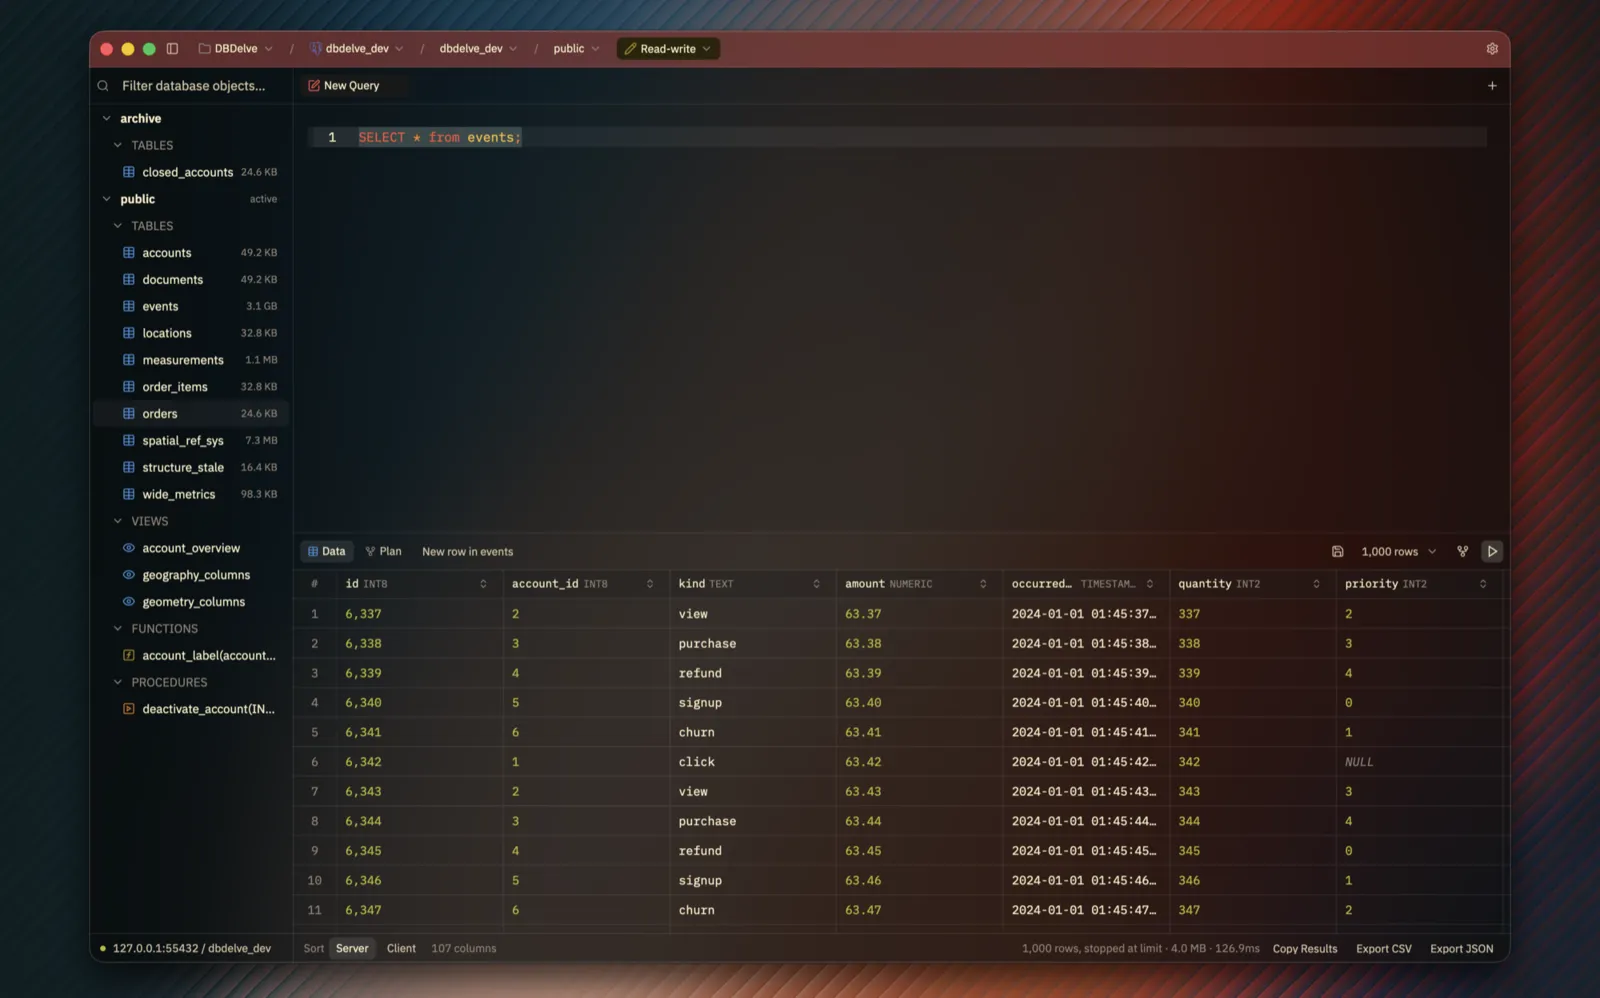 DBDelve / dbdelve_dev / dbdelve_dev / public Read-write
Filter database objects...
New Query
archive
TABLES
closed_accounts 24.6 KB
public active
TABLES
accounts 49.2 KB
documents 49.2 KB
events 3.1 GB
locations 32.8 KB
measurements 1.1 MB
order_items 32.8 KB
orders 24.6 KB
spatial_ref_sys 7.3 MB
structure_stale 16.4 KB
wide_metrics 98.3 KB
VIEWS
account_overview
geography_columns
geometry_columns
FUNCTIONS
account_label(account...
PROCEDURES
deactivate_account(IN...
127.0.0.1:55432 / dbdelve_dev
1 SELECT * from events;
Data Plan New row in events 1,000 rows
# id INT8 account_id INT8 kind TEXT amount NUMERIC occurred... TIMESTAM... quantity INT2 priority INT2
1 6,337 2 view 63.37 2024-01-01 01:45:37... 337 2
2 6,338 3 purchase 63.38 2024-01-01 01:45:38... 338 3
3 6,339 4 refund 63.39 2024-01-01 01:45:39... 339 4
4 6,340 5 signup 63.40 2024-01-01 01:45:40... 340 0
5 6,341 6 churn 63.41 2024-01-01 01:45:41... 341 1
6 6,342 1 click 63.42 2024-01-01 01:45:42... 342 NULL
7 6,343 2 view 63.43 2024-01-01 01:45:43... 343 3
8 6,344 3 purchase 63.44 2024-01-01 01:45:44... 344 4
9 6,345 4 refund 63.45 2024-01-01 01:45:45... 345 0
10 6,346 5 signup 63.46 2024-01-01 01:45:46... 346 1
11 6,347 6 churn 63.47 2024-01-01 01:45:47... 347 2
Sort Server Client 107 columns 1,000 rows, stopped at limit · 4.0 MB · 126.9ms Copy Results Export CSV Export JSON